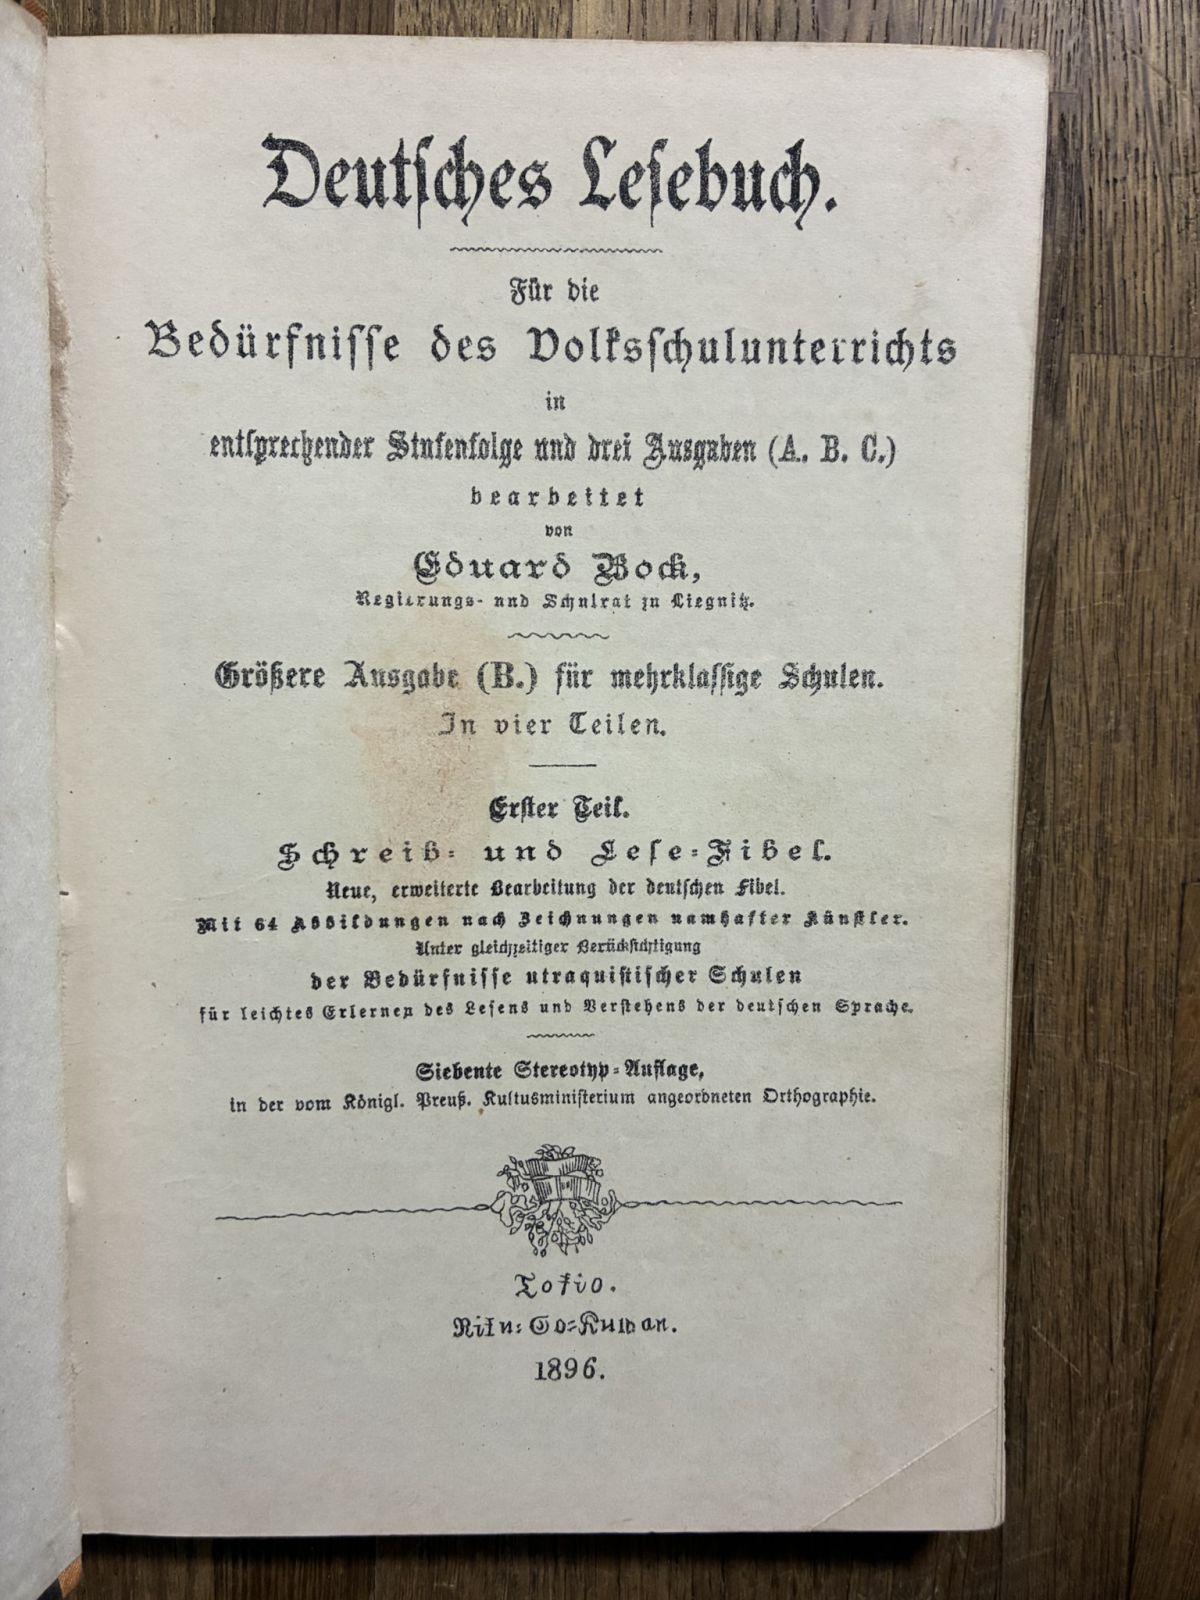 Deutsches Lesebuch.
Für die
Bedürfnisse des Volksschulunterrichts
in
entsprechender Stufenfolge und drei Ausgaben (A. B. C.)
bearbeitet
von
Eduard Bock,
Regierungs- und Schulrat zu Liegnitz.
Größere Ausgabe (B.) für mehrklassige Schulen.
In vier Teilen.
Erster Teil.
Schreib- und Lese-Fibel.
Neue, erweiterte Bearbeitung der deutschen Fibel.
Mit 64 Abbildungen nach Zeichnungen namhafter Künstler.
Unter gleichzeitiger Berücksichtigung
der Bedürfnisse utraquistischer Schulen
für leichtes Erlernen des Lesens und Verstehens der deutschen Sprache.
Siebente Stereotyp-Auflage,
in der vom Königl. Preuß. Kultusministerium angeordneten Orthographie.
Tokio.
1896.